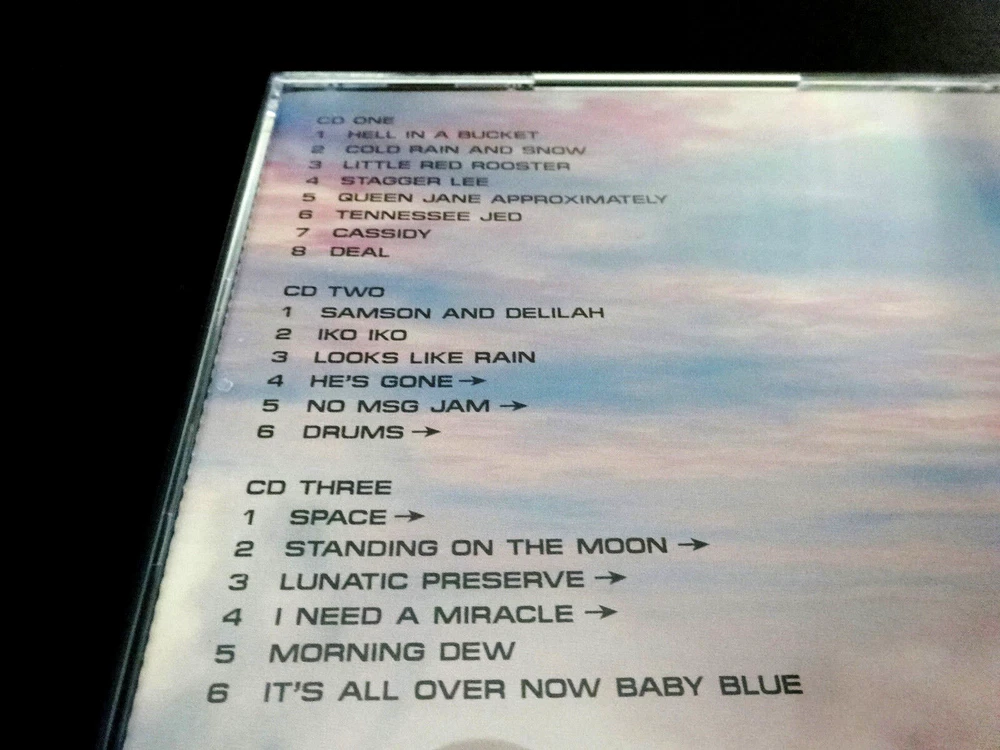 CD ONE
1 HELL IN A BUCKET
2 COLD RAIN AND SNOW
3 LITTLE RED ROOSTER
4 STAGGER LEE
5 QUEEN JANE APPROXIMATELY
6 TENNESSEE JED
7 CASSIDY
8 DEAL
CD TWO
1 SAMSON AND DELILAH
2 IKO IKO
3 LOOKS LIKE RAIN
4 HE'S GONE →
5 NO MSG JAM →
6 DRUMS →
CD THREE
1 SPACE →
2 STANDING ON THE MOON →
3 LUNATIC PRESERVE →
4 I NEED A MIRACLE →
5 MORNING DEW
6 IT'S ALL OVER NOW BABY BLUE